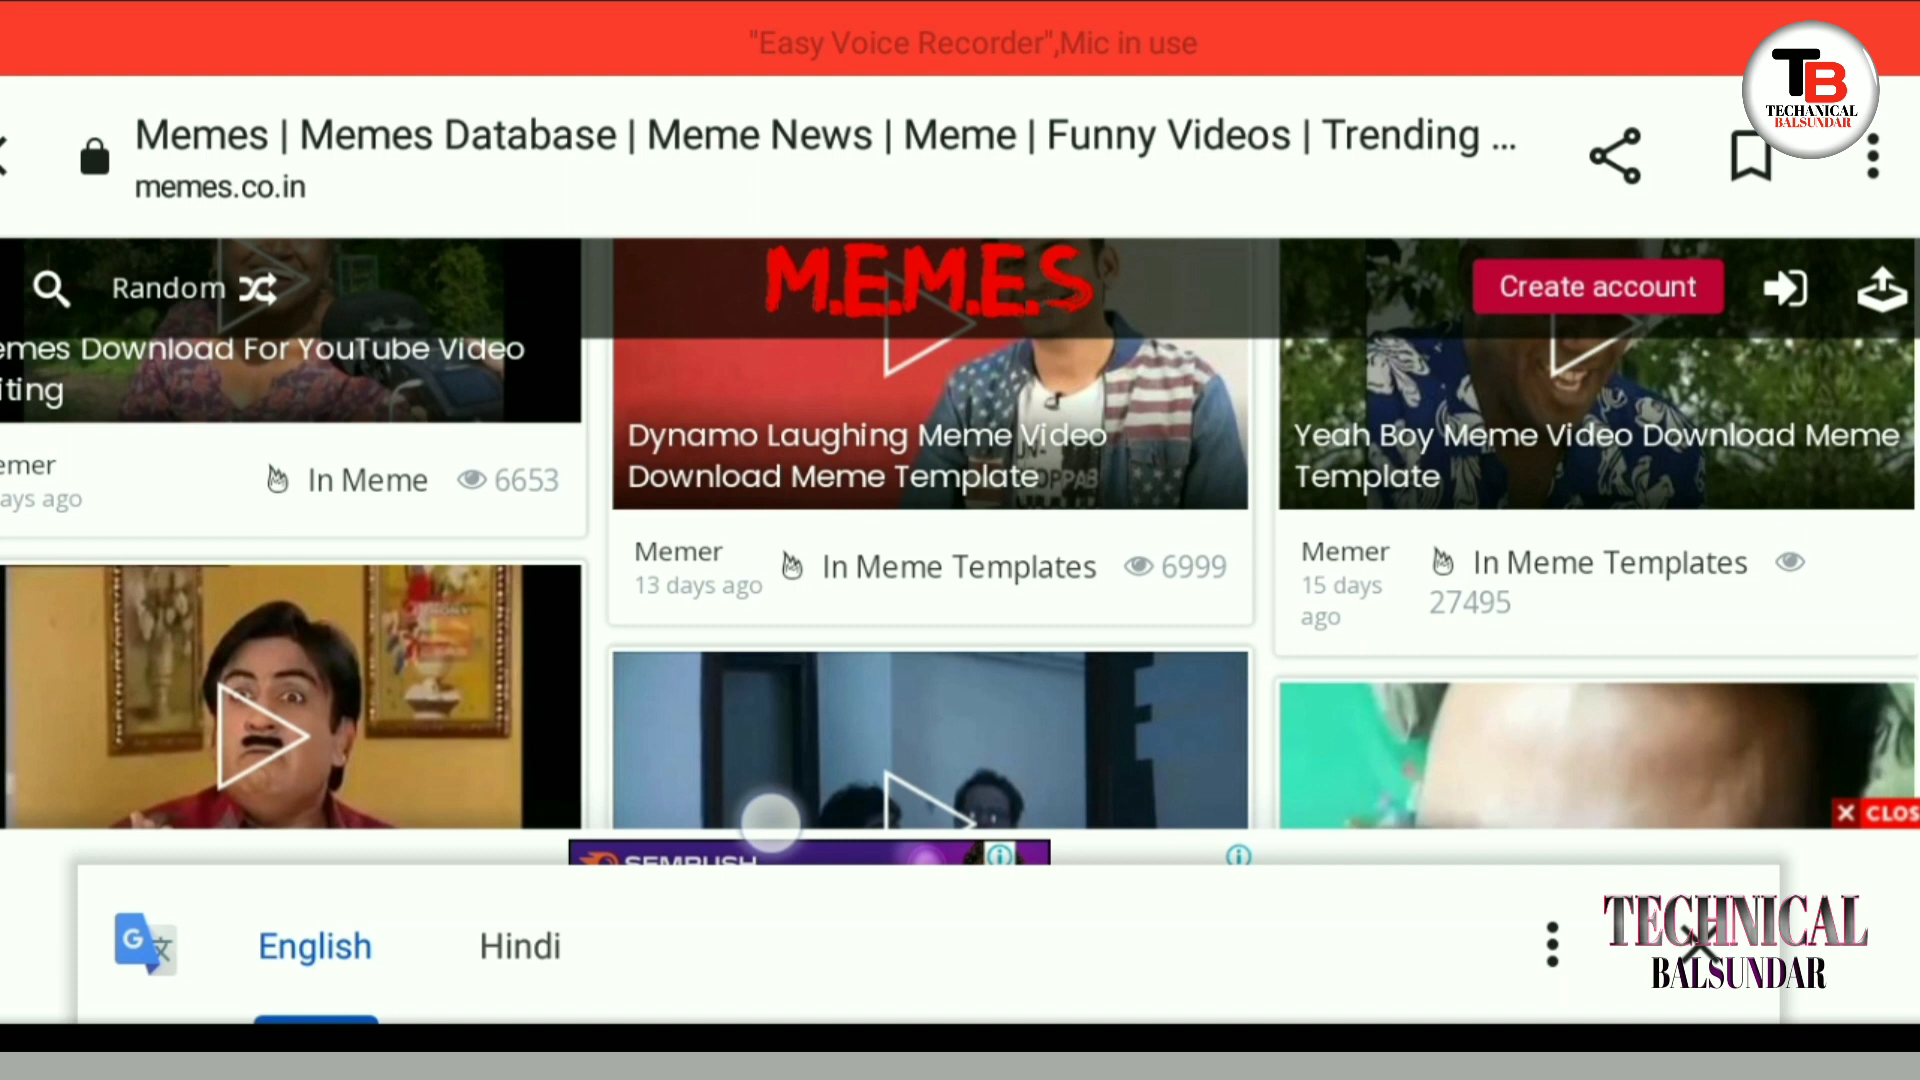 "Easy Voice Recorder",Mic in use
TB
TECHANICAL
BALSUNDAR
Memes | Memes Database | Meme News | Meme | Funny Videos | Trending ...
memes.co.in
Random
M.E.M.E.S
Create account
emes Download For YouTube Video
iting
Dynamo Laughing Meme Video
Download Meme Template
Yeah Boy Meme Video Download Meme
Template
emer
ays ago
In Meme
6653
Memer
13 days ago
In Meme Templates
6999
Memer
15 days
ago
In Meme Templates
27495
X CLOS
SEMRUSH
English
Hindi
TECHNICAL
BALSUNDAR